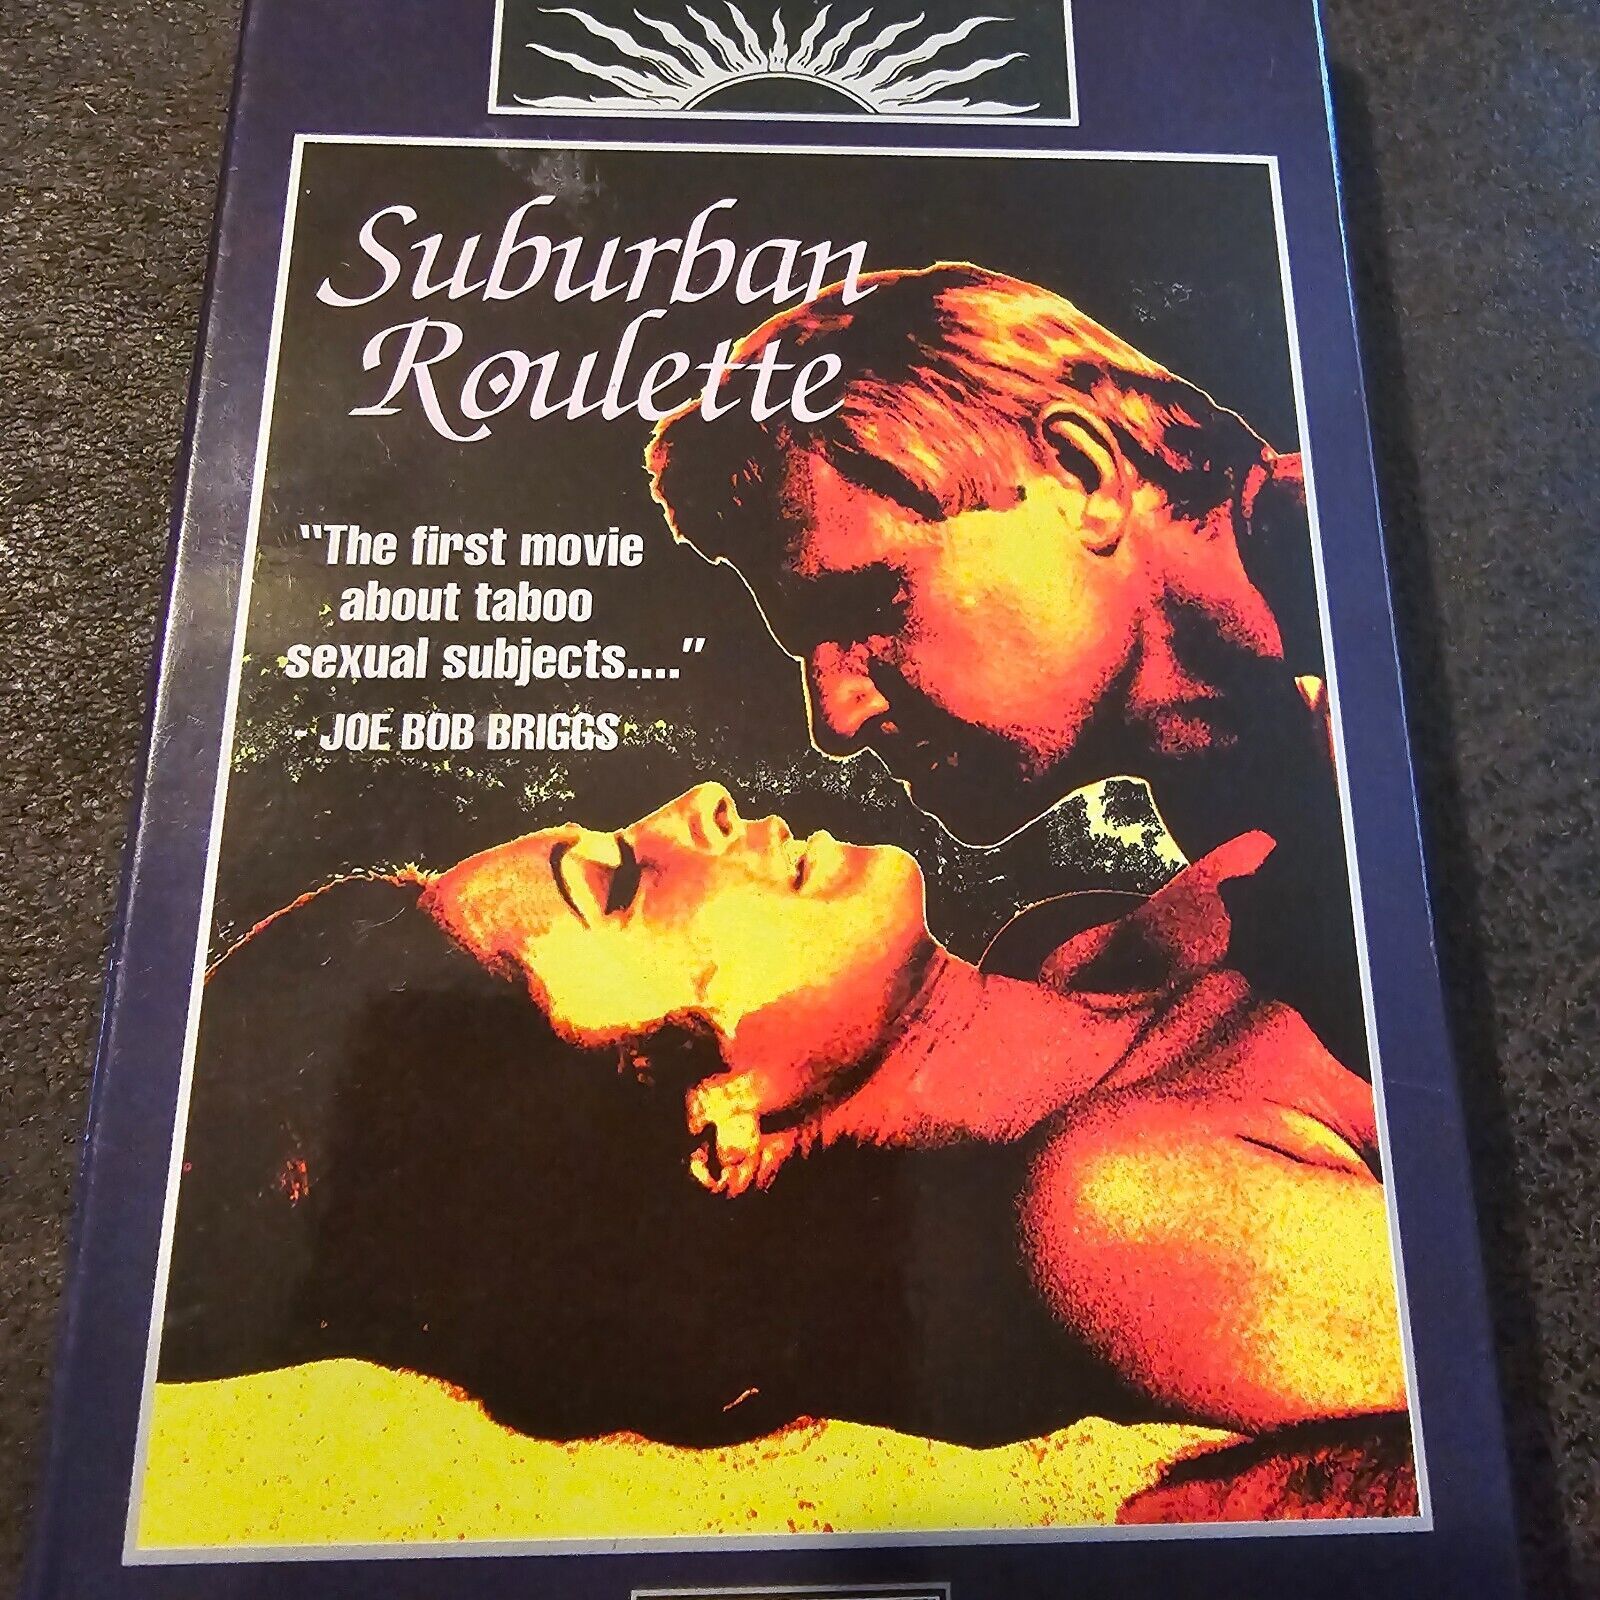 Suburban
Roulette
"The first movie
about taboo
sexual subjects...."
- JOE BOB BRIGGS